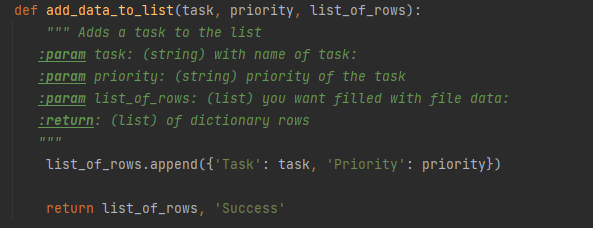 def add_data_to_list(task, priority, list_of_rows):
""" Adds a task to the list
:param task: (string) with name of task:
:param priority: (string) priority of the task
:param list_of_rows: (list) you want filled with file data:
:return: (list) of dictionary rows
"""
list_of_rows.append({'Task': task, 'Priority': priority})
return list_of_rows, 'Success'